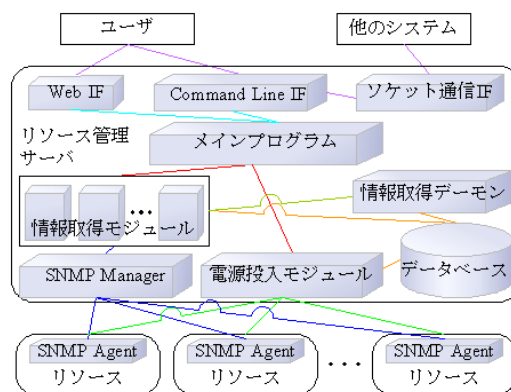 ユーザ
他のシステム
Web IF
Command Line IF
ソケット通信IF
リソース管理
サーバ
メインプログラム
情報取得デーモン
•••
情報取得モジュール
SNMP Manager
電源投入モジュール
データベース
SNMP Agent
リソース
SNMP Agent
リソース
•••
SNMP Agent
リソース